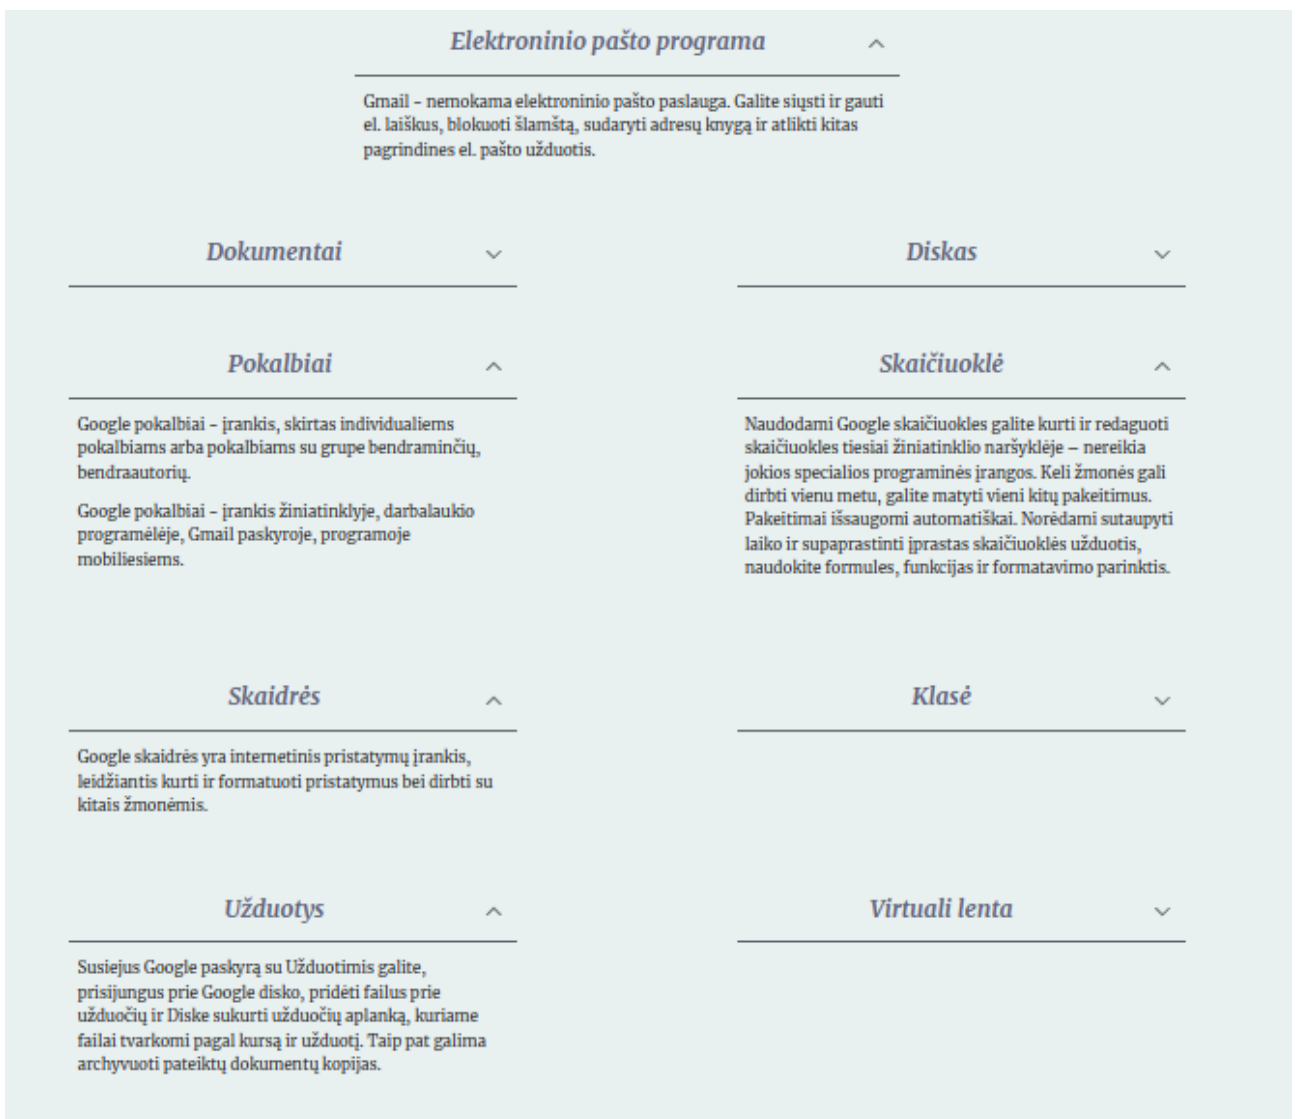 Elektroninio pašto programa
Gmail - nemokama elektroninio pašto paslauga. Galite siųsti ir gauti
el. laiškus, blokuoti šlamštą, sudaryti adresų knygą ir atlikti kitas
pagrindines el. pašto užduotis.
Dokumentai
Diskas
Pokalbiai
Google pokalbiai - įrankis, skirtas individualiems
pokalbiams arba pokalbiams su grupe bendraminčių,
bendraautorių.
Google pokalbiai - įrankis žiniatinklyje, darbalaukio
programėlėje, Gmail paskyroje, programoje
mobiliesiems.
Skaičiuoklė
Naudodami Google skaičiuokles galite kurti ir redaguoti
skaičiuokles tiesiai žiniatinklio naršyklėje – nereikia
jokios specialios programinės įrangos. Keli žmonės gali
dirbti vienu metu, galite matyti vieni kitų pakeitimus.
Pakeitimai išsaugomi automatiškai. Norėdami sutaupyti
laiko ir supaprastinti įprastas skaičiuoklės užduotis,
naudokite formules, funkcijas ir formatavimo parinktis.
Skaidrės
Google skaidrės yra internetinis pristatymų įrankis,
leidžiantis kurti ir formatuoti pristatymus bei dirbti su
kitais žmonėmis.
Klasė
Užduotys
Susiejus Google paskyrą su Užduotimis galite,
prisijungus prie Google disko, pridėti failus prie
užduočių ir Diske sukurti užduočių aplanką, kuriame
failai tvarkomi pagal kursą ir užduotį. Taip pat galima
archyvuoti pateiktų dokumentų kopijas.
Virtuali lenta